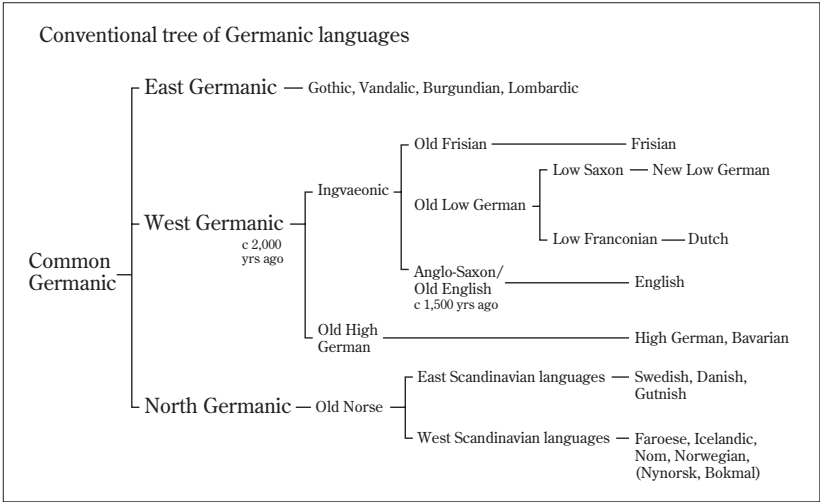 Conventional tree of Germanic languages
East Germanic
Gothic, Vandalic, Burgundian, Lombardic
Old Frisian
Frisian
Low Saxon
New Low German
Ingvaeonic
Old Low German
West Germanic
c 2,000
yrs ago
Low Franconian
Dutch
Common
Germanic
Anglo-Saxon/
Old English
c 1,500 yrs ago
English
Old High
German
High German, Bavarian
East Scandinavian languages
Swedish, Danish,
Gutnish
North Germanic
Old Norse
West Scandinavian languages
Faroese, Icelandic,
Nom, Norwegian,
(Nynorsk, Bokmal)